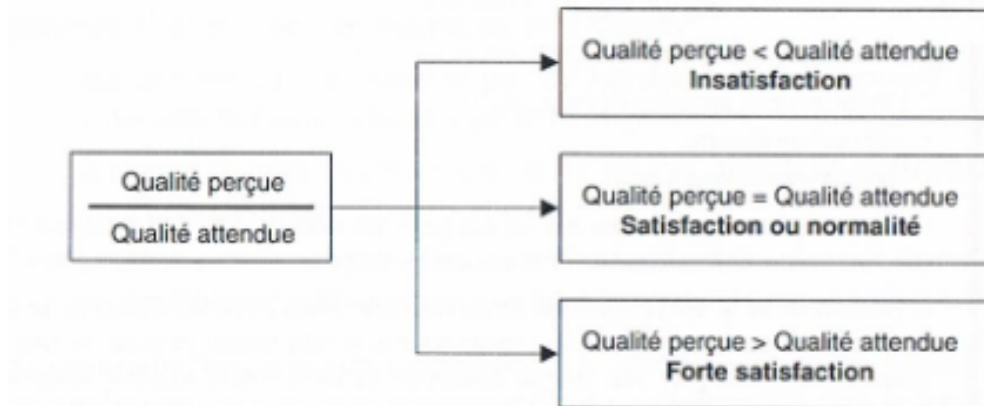 Qualité perçue < Qualité attendue
Insatisfaction
Qualité perçue
Qualité attendue
Qualité perçue = Qualité attendue
Satisfaction ou normalité
Qualité perçue > Qualité attendue
Forte satisfaction